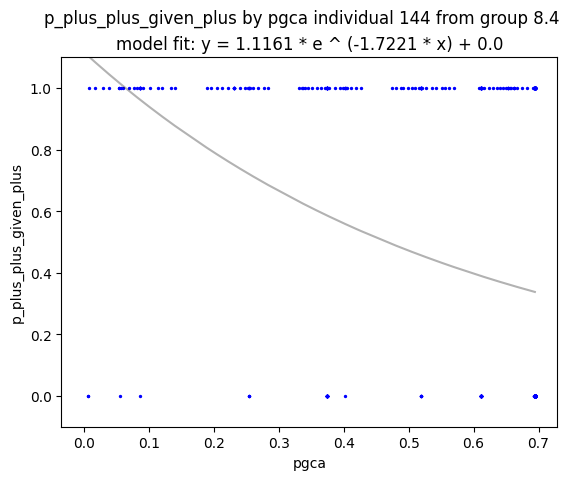 p_plus_plus_given_plus by pgca individual 144 from group 8.4
model fit: y = 1.1161 * e ^ (-1.7221 * x) + 0.0
p_plus_plus_given_plus
1.0
0.8
0.6
0.4
0.2
0.0
0.0 0.1 0.2 0.3 0.4 0.5 0.6 0.7
pgca